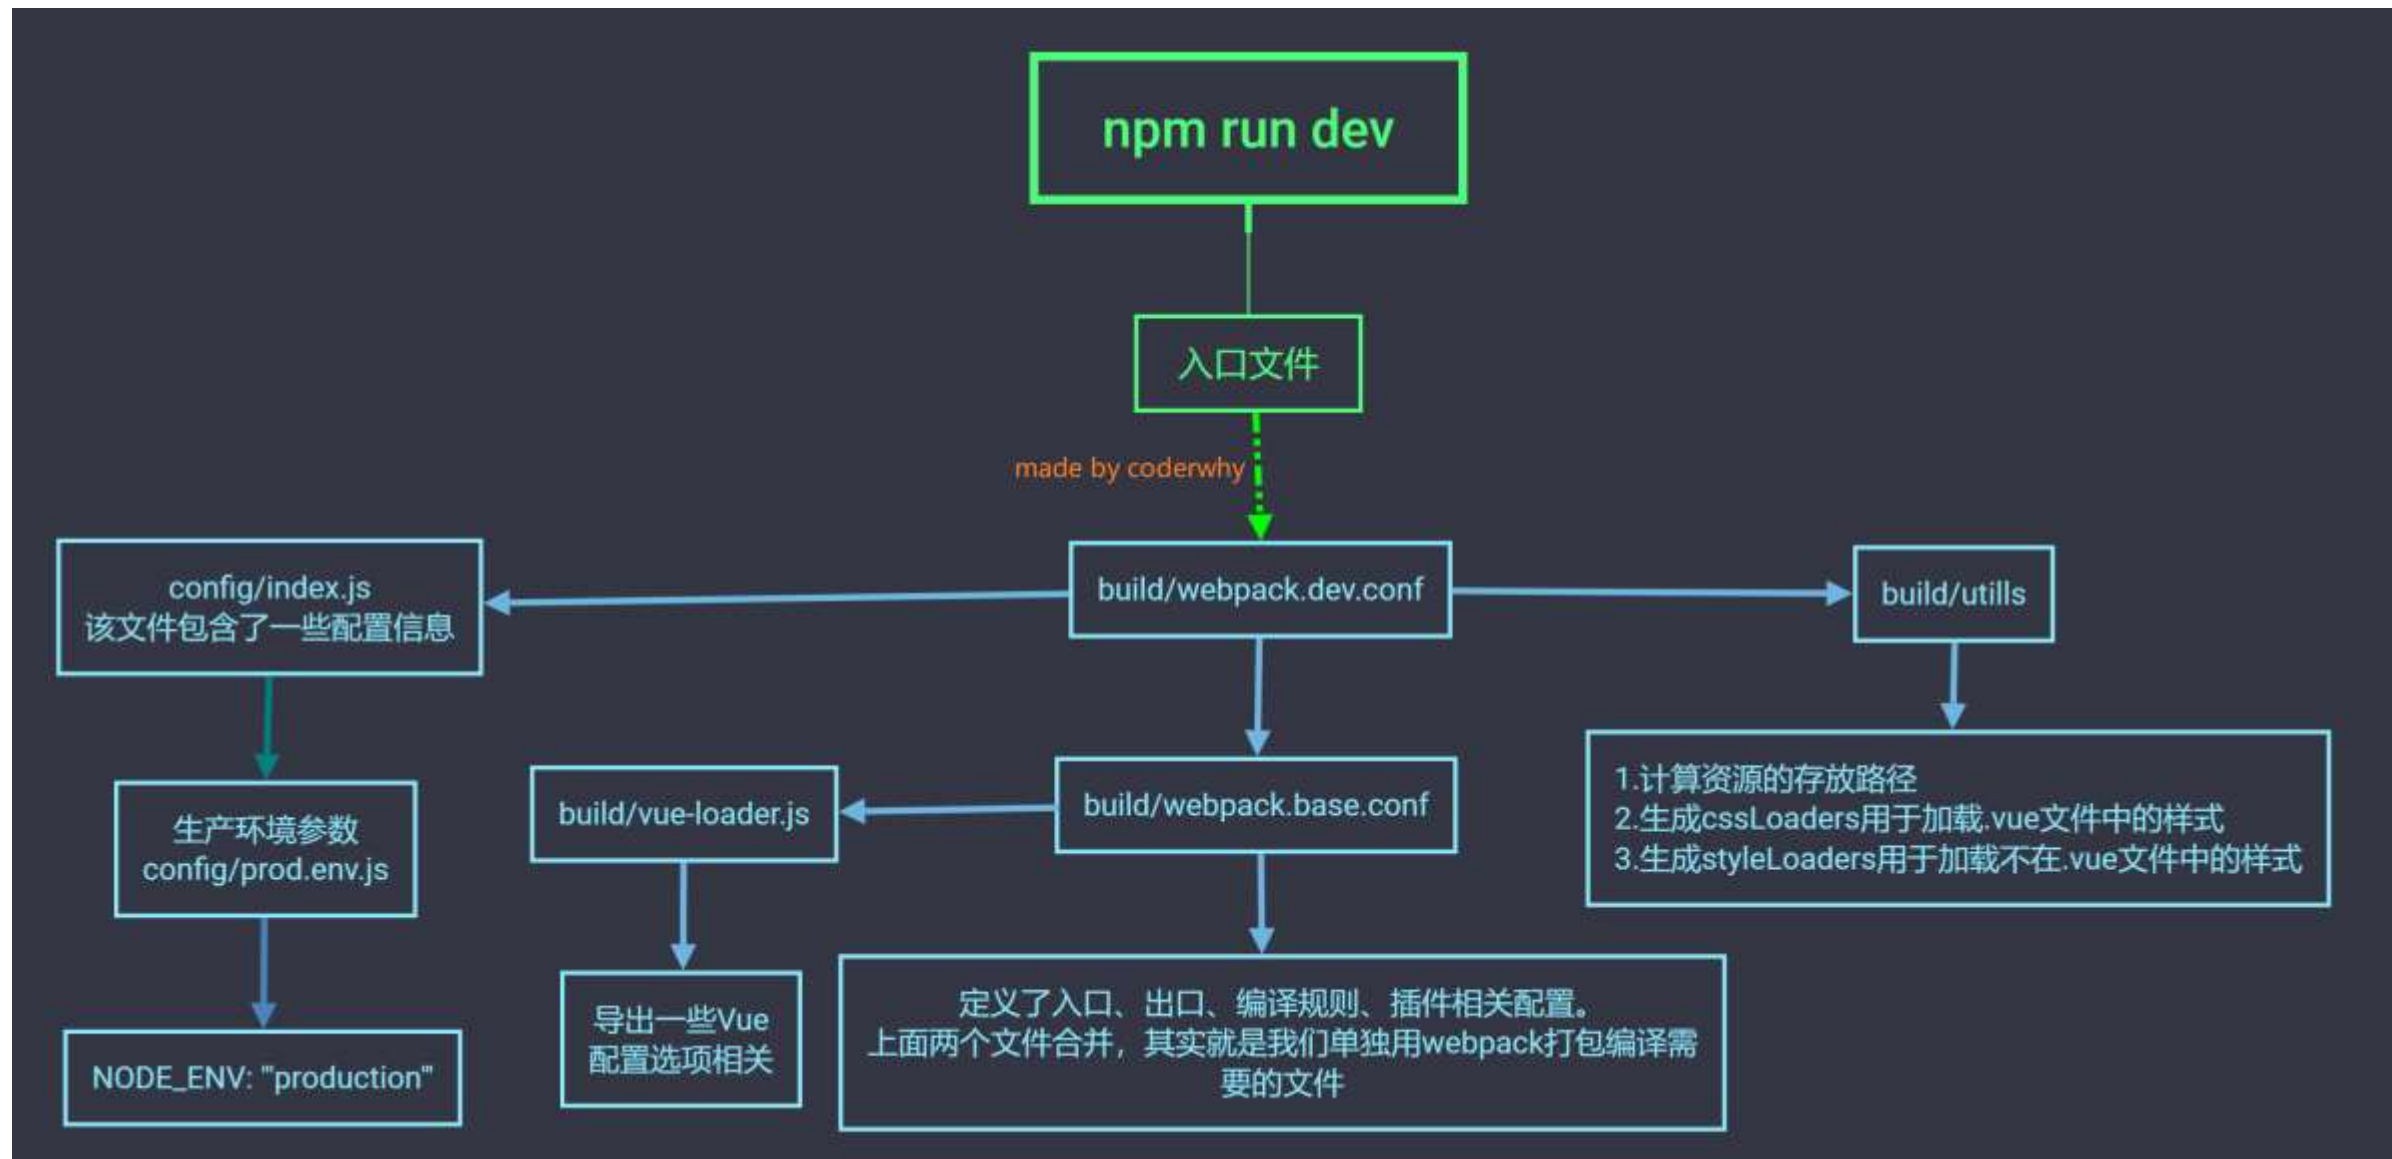 npm run dev
入口文件
made by coderwhy
config/index.js
该文件包含了一些配置信息
build/webpack.dev.conf
build/utills
生产环境参数
config/prod.env.js
build/vue-loader.js
build/webpack.base.conf
1.计算资源的存放路径
2.生成cssLoaders用于加载.vue文件中的样式
3.生成styleLoaders用于加载不在.vue文件中的样式
NODE_ENV: '"production"'
导出一些Vue
配置选项相关
定义了入口、出口、编译规则、插件相关配置。
上面两个文件合并，其实就是我们单独用webpack打包编译需
要的文件